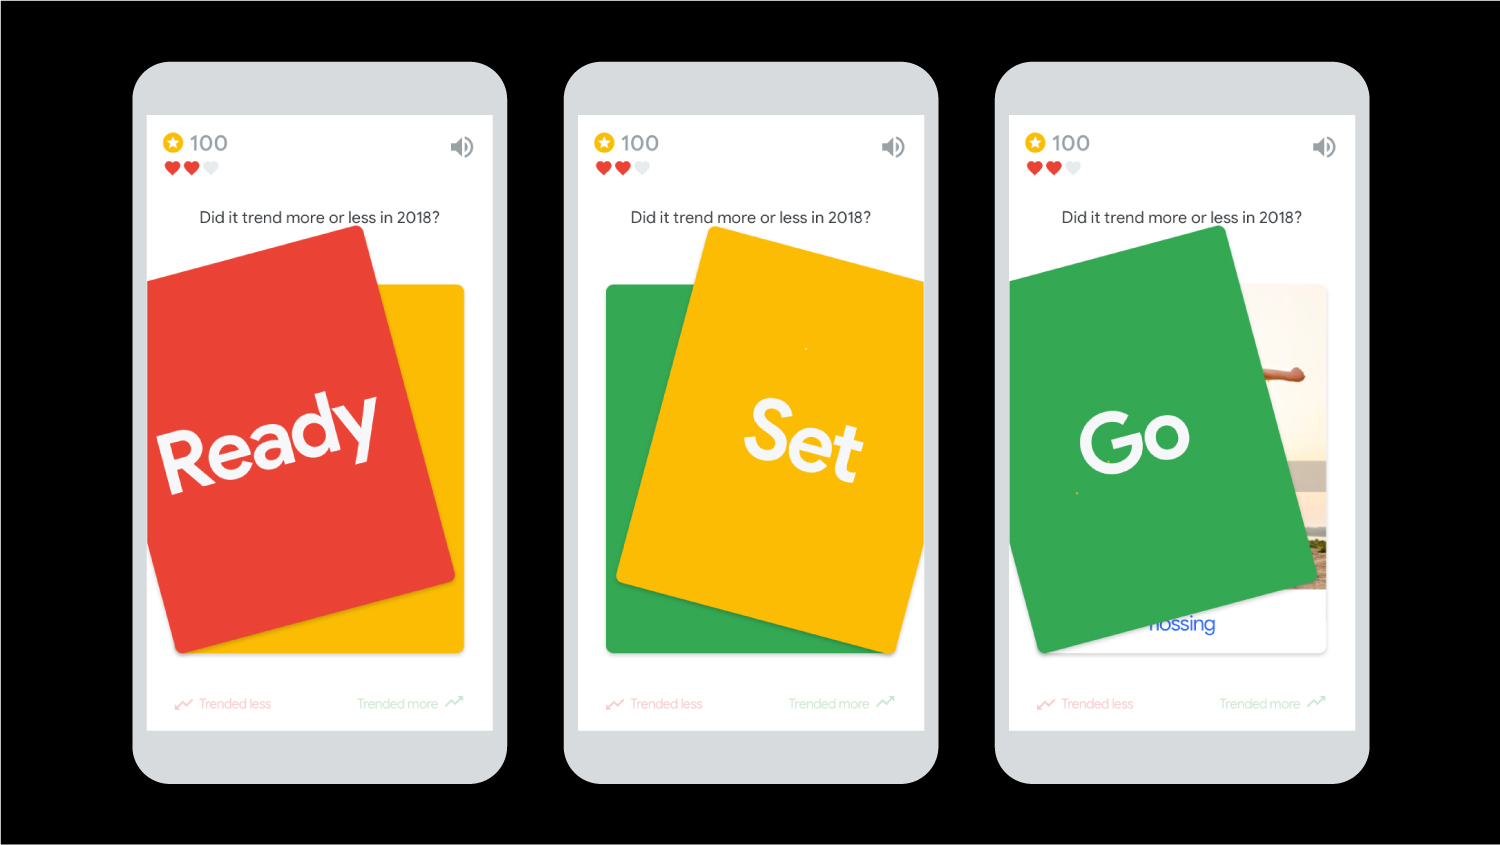 100
Did it trend more or less in 2018?
Ready
Trended less
Trended more
100
Did it trend more or less in 2018?
Set
Trended less
Trended more
100
Did it trend more or less in 2018?
Go
Trended less
Trended more